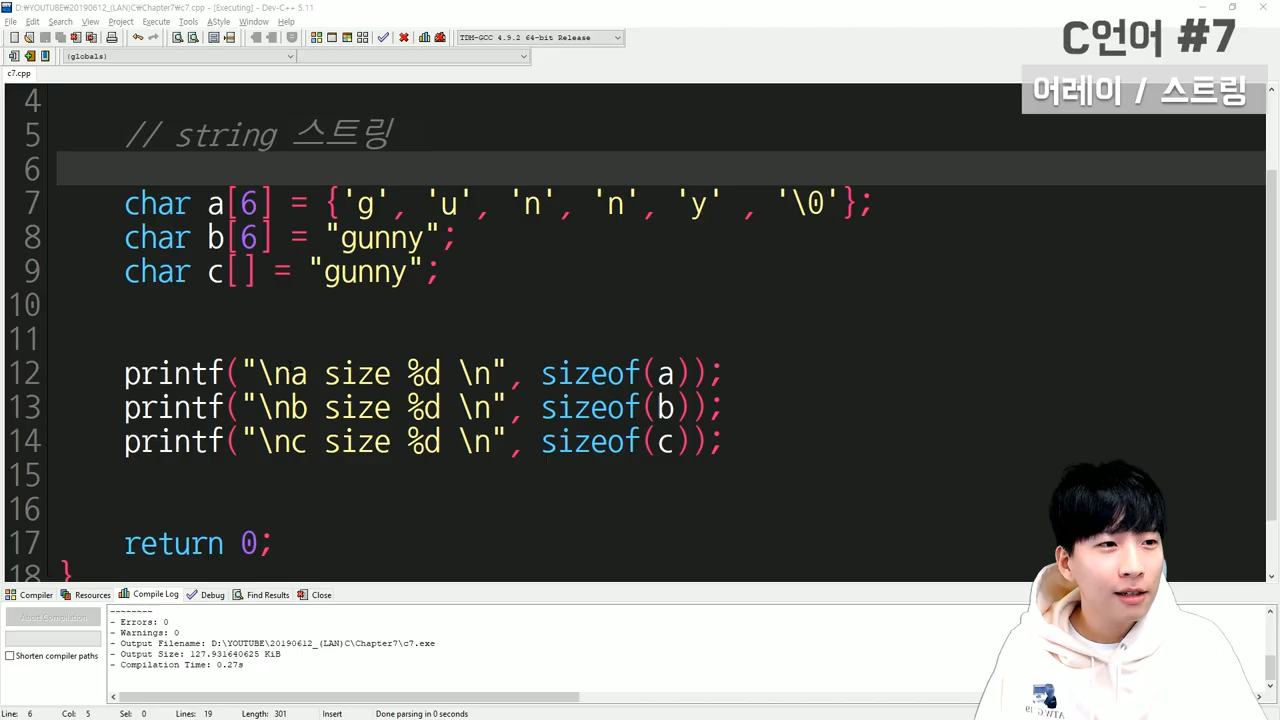 D:\YOUTUBE\20190612_(LAN)C\Chapter7\c7.cpp - [Executing] - Dev-C++ 5.11
File Edit Search View Project Execute Tools AStyle Window Help
TDM-GCC 4.9.2 64-bit Release
(globals)
C언어 #7
어레이 / 스트링
c7.cpp
4
5 // string 스트링
6
7 char a[6] = {'g', 'u', 'n', 'n', 'y' , '\0'};
8 char b[6] = "gunny";
9 char c[] = "gunny";
10
11
12 printf("\na size %d \n", sizeof(a));
13 printf("\nb size %d \n", sizeof(b));
14 printf("\nc size %d \n", sizeof(c));
15
16
17 return 0;
18 }
Compiler Resources Compile Log Debug Find Results Close
Abort Compilation
Shorten compiler paths
--------
- Errors: 0
- Warnings: 0
- Output Filename: D:\YOUTUBE\20190612_(LAN)C\Chapter7\c7.exe
- Output Size: 127.931640625 KiB
- Compilation Time: 0.27s
Line: 6 Col: 5 Sel: 0 Lines: 19 Length: 301 Insert Done parsing in 0 seconds